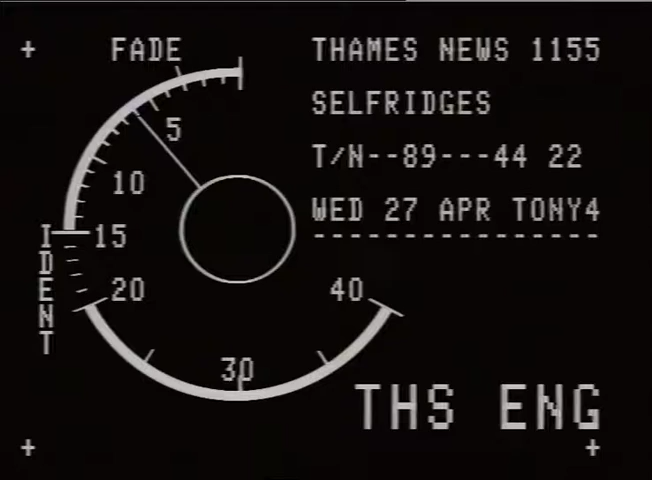 FADE
THAMES NEWS 1155
SELFRIDGES
T/N--89---44 22
WED 27 APR TONY4
----------------
5
10
15
20
30
40
IDENT
THS ENG